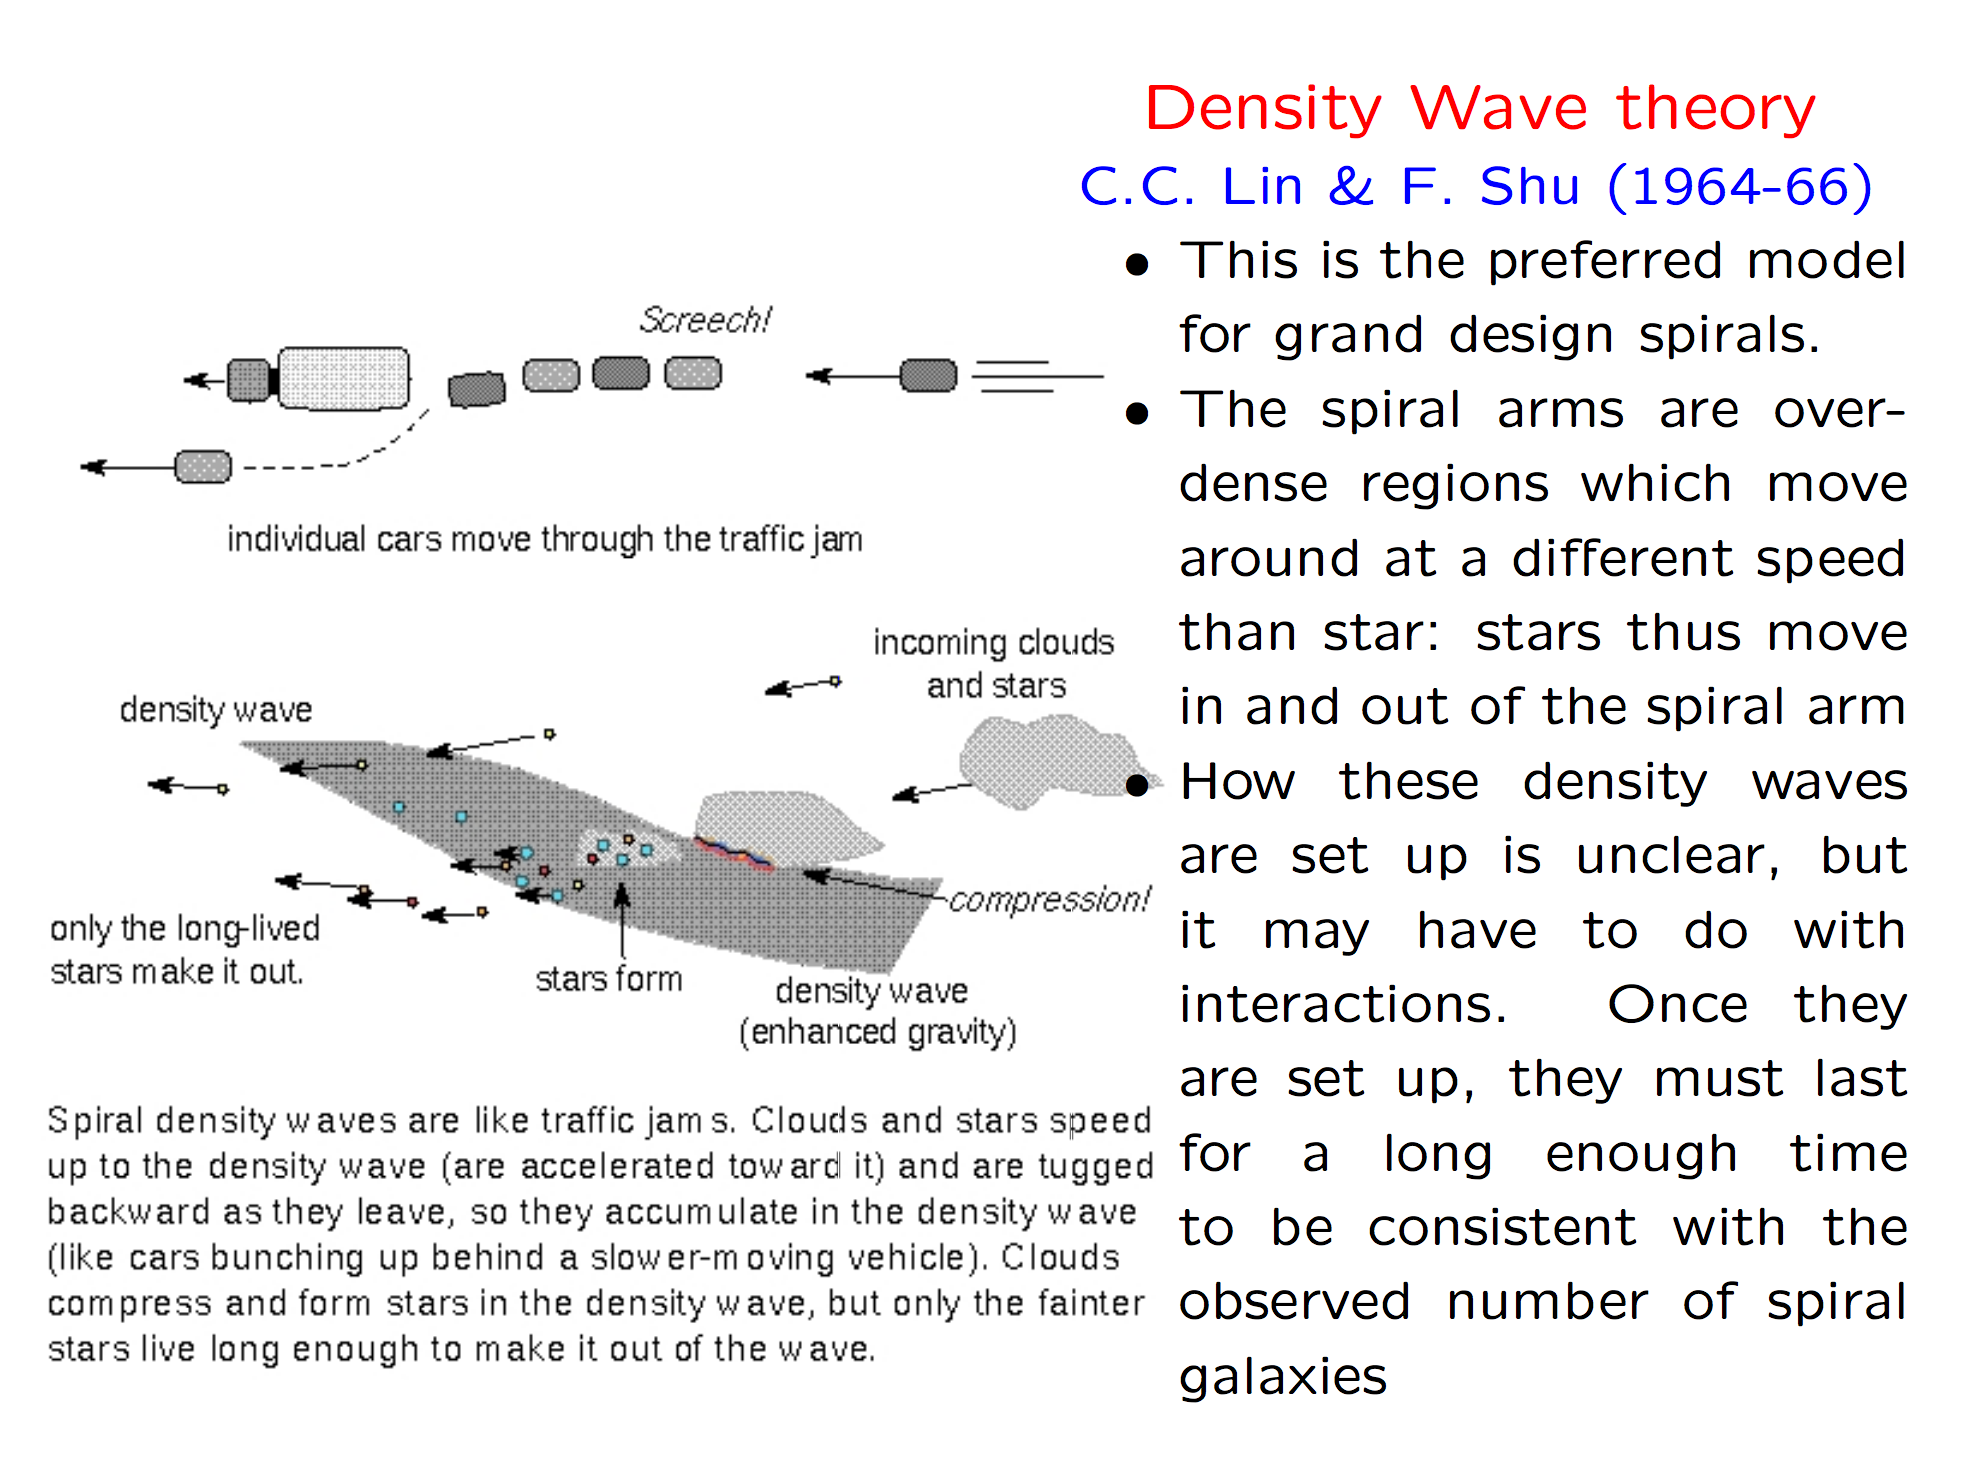 Density Wave theory
C.C. Lin & F. Shu (1964-66)
• This is the preferred model
for grand design spirals.
• The spiral arms are over-
dense regions which move
around at a different speed
than star: stars thus move
in and out of the spiral arm
• How these density waves
are set up is unclear, but
it may have to do with
interactions. Once they
are set up, they must last
for a long enough time
to be consistent with the
observed number of spiral
galaxies
Screech!
individual cars move through the traffic jam
incoming clouds
and stars
density wave
compression!
only the long-lived
stars make it out.
stars form
density wave
(enhanced gravity)
Spiral density waves are like traffic jams. Clouds and stars speed
up to the density wave (are accelerated toward it) and are tugged
backward as they leave, so they accumulate in the density wave
(like cars bunching up behind a slower-moving vehicle). Clouds
compress and form stars in the density wave, but only the fainter
stars live long enough to make it out of the wave.